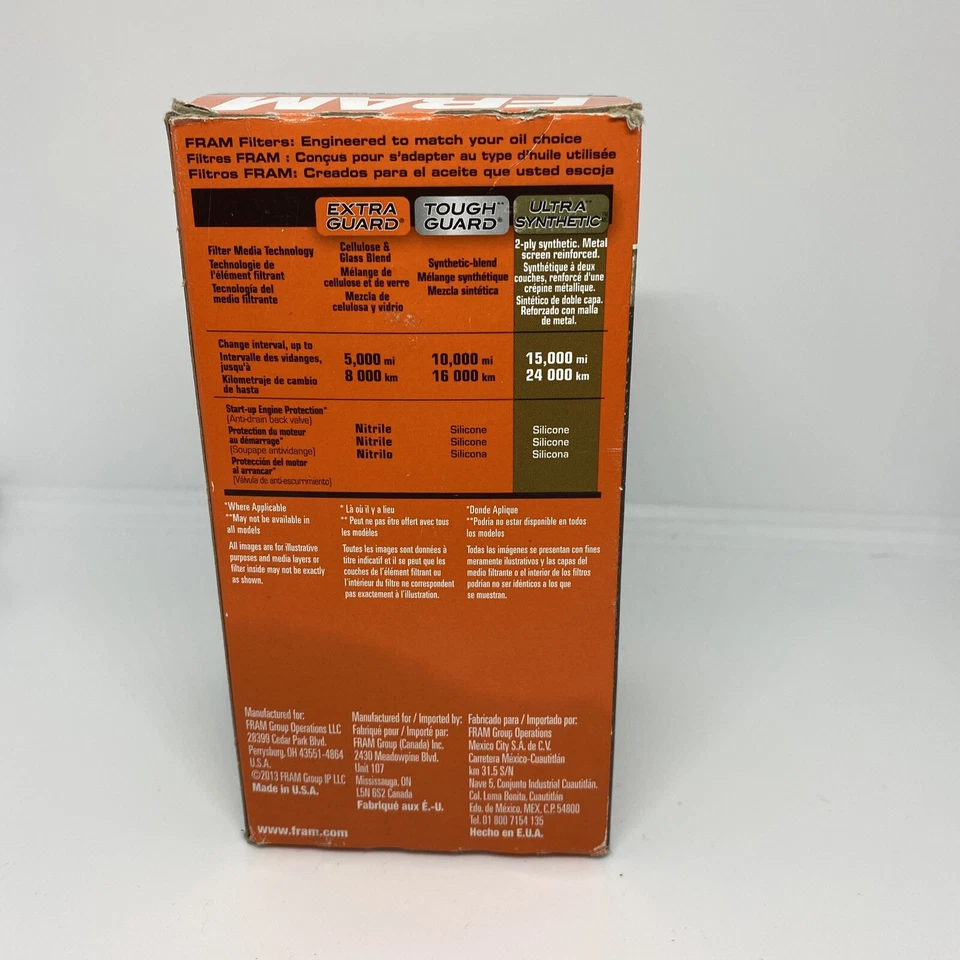 FRAM
FRAM Filters: Engineered to match your oil choice
Filtres FRAM : Conçus pour s'adapter au type d'huile utilisée
Filtros FRAM: Creados para el aceite que usted escoja
EXTRA GUARD®
TOUGH GUARD®**
ULTRA SYNTHETIC™**
Filter Media Technology
Technologie de
l'élément filtrant
Tecnología del
medio filtrante
Cellulose &
Glass Blend
Mélange de
cellulose et de verre
Mezcla de
celulosa y vidrio
Synthetic-blend
Mélange synthétique
Mezcla sintética
2-ply synthetic. Metal
screen reinforced.
Synthétique à deux
couches, renforcé d'une
crépine métallique.
Sintético de doble capa.
Reforzado con malla
de metal.
Change interval, up to
Intervalle des vidanges,
jusqu'à
Kilometraje de cambio
de hasta
5,000 mi
8 000 km
10,000 mi
16 000 km
15,000 mi
24 000 km
Start-up Engine Protection*
(Anti-drain back valve)
Protection du moteur
au démarrage*
(Soupape antividange)
Protección del motor
al arrancar*
(Válvula de anti-escurrimiento)
Nitrile
Nitrile
Nitrilo
Silicone
Silicone
Silicona
Silicone
Silicone
Silicona
*Where Applicable
**May not be available in
all models
All images are for illustrative
purposes and media layers or
filter inside may not be exactly
as shown.
* Là où il y a lieu
** Peut ne pas être offert avec tous
les modèles
Toutes les images sont données à
titre indicatif et il se peut que les
couches de l'élément filtrant ou
l'intérieur du filtre ne correspondent
pas exactement à l'illustration.
*Donde Aplique
**Podría no estar disponible en todos
los modelos
Todas las imágenes se presentan con fines
meramente ilustrativos y las capas del
medio filtrante o el interior de los filtros
podrían no ser idénticos a los que
se muestran.
Manufactured for:
FRAM Group Operations LLC
28399 Cedar Park Blvd.
Perrysburg, OH 43551-4864
U.S.A.
©2013 FRAM Group IP LLC
Made in U.S.A.
Manufactured for / Imported by:
Fabriqué pour / Importé par:
FRAM Group (Canada) Inc.
2430 Meadowpine Blvd.
Unit 107
Mississauga, ON
L5N 6S2 Canada
Fabriqué aux É.-U.
Fabricado para / Importado por:
FRAM Group Operations
Mexico City S.A. de C.V.
Carretera México-Cuautitlán
km 31.5 S/N
Nave 5, Conjunto Industrial Cuautitlán.
Col. Loma Bonita, Cuautitlán
Edo. de México, MEX, C.P. 54800
Tel. 01 800 7154 135
Hecho en E.U.A.
www.fram.com